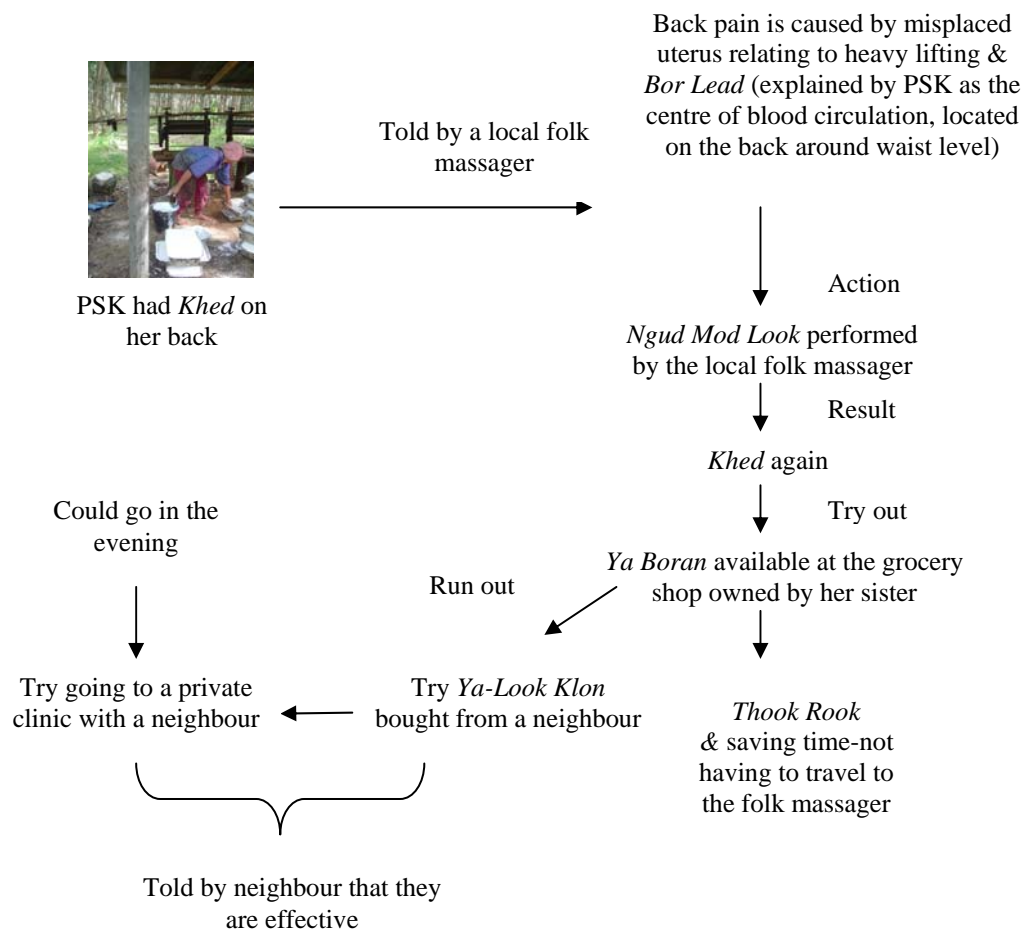 Back pain is caused by misplaced
uterus relating to heavy lifting &
Bor Lead (explained by PSK as the
centre of blood circulation, located
on the back around waist level)
Told by a local folk
massager
PSK had Khed on
her back
Action
Ngud Mod Look performed
by the local folk massager
Result
Khed again
Try out
Ya Boran available at the grocery
shop owned by her sister
Could go in the
evening
Run out
Try going to a private
clinic with a neighbour
Try Ya-Look Klon
bought from a neighbour
Thook Rook
& saving time-not
having to travel to
the folk massager
Told by neighbour that they
are effective